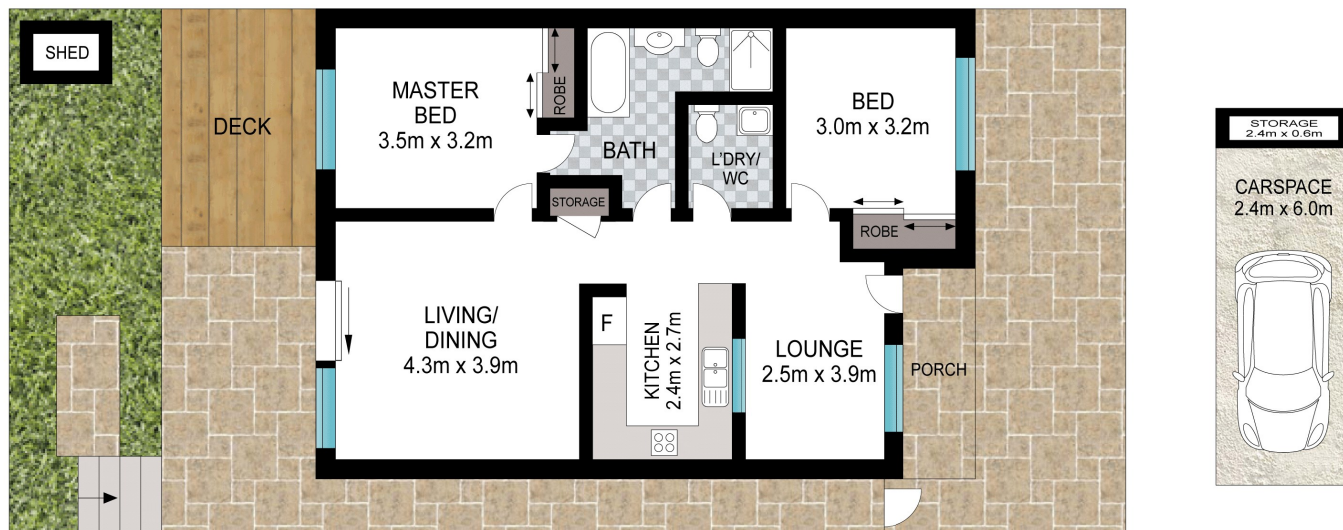 SHED
DECK
MASTER
BED
3.5m x 3.2m
ROBE
BATH
L'DRY/
WC
BED
3.0m x 3.2m
STORAGE
ROBE
LIVING/
DINING
4.3m x 3.9m
F
KITCHEN
2.4m x 2.7m
LOUNGE
2.5m x 3.9m
PORCH
STORAGE
2.4m x 0.6m
CARSPACE
2.4m x 6.0m